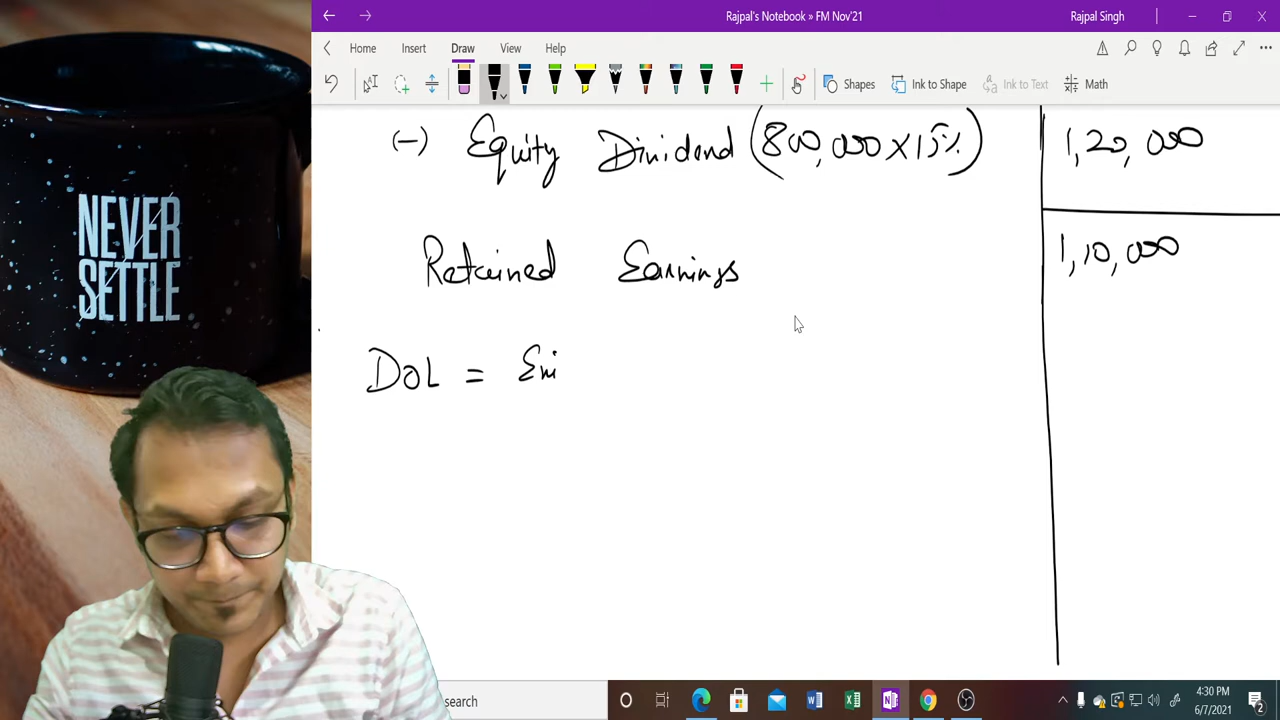 Rajpal's Notebook » FM Nov'21
Rajpal Singh
Home Insert Draw View Help
Shapes Ink to Shape Ink to Text Math
(-) Equity Dividend (800,000 x 15%) 1,20,000
Retained Earnings 1,10,000
DOL =
NEVER
SETTLE
search
4:30 PM
6/7/2021
2